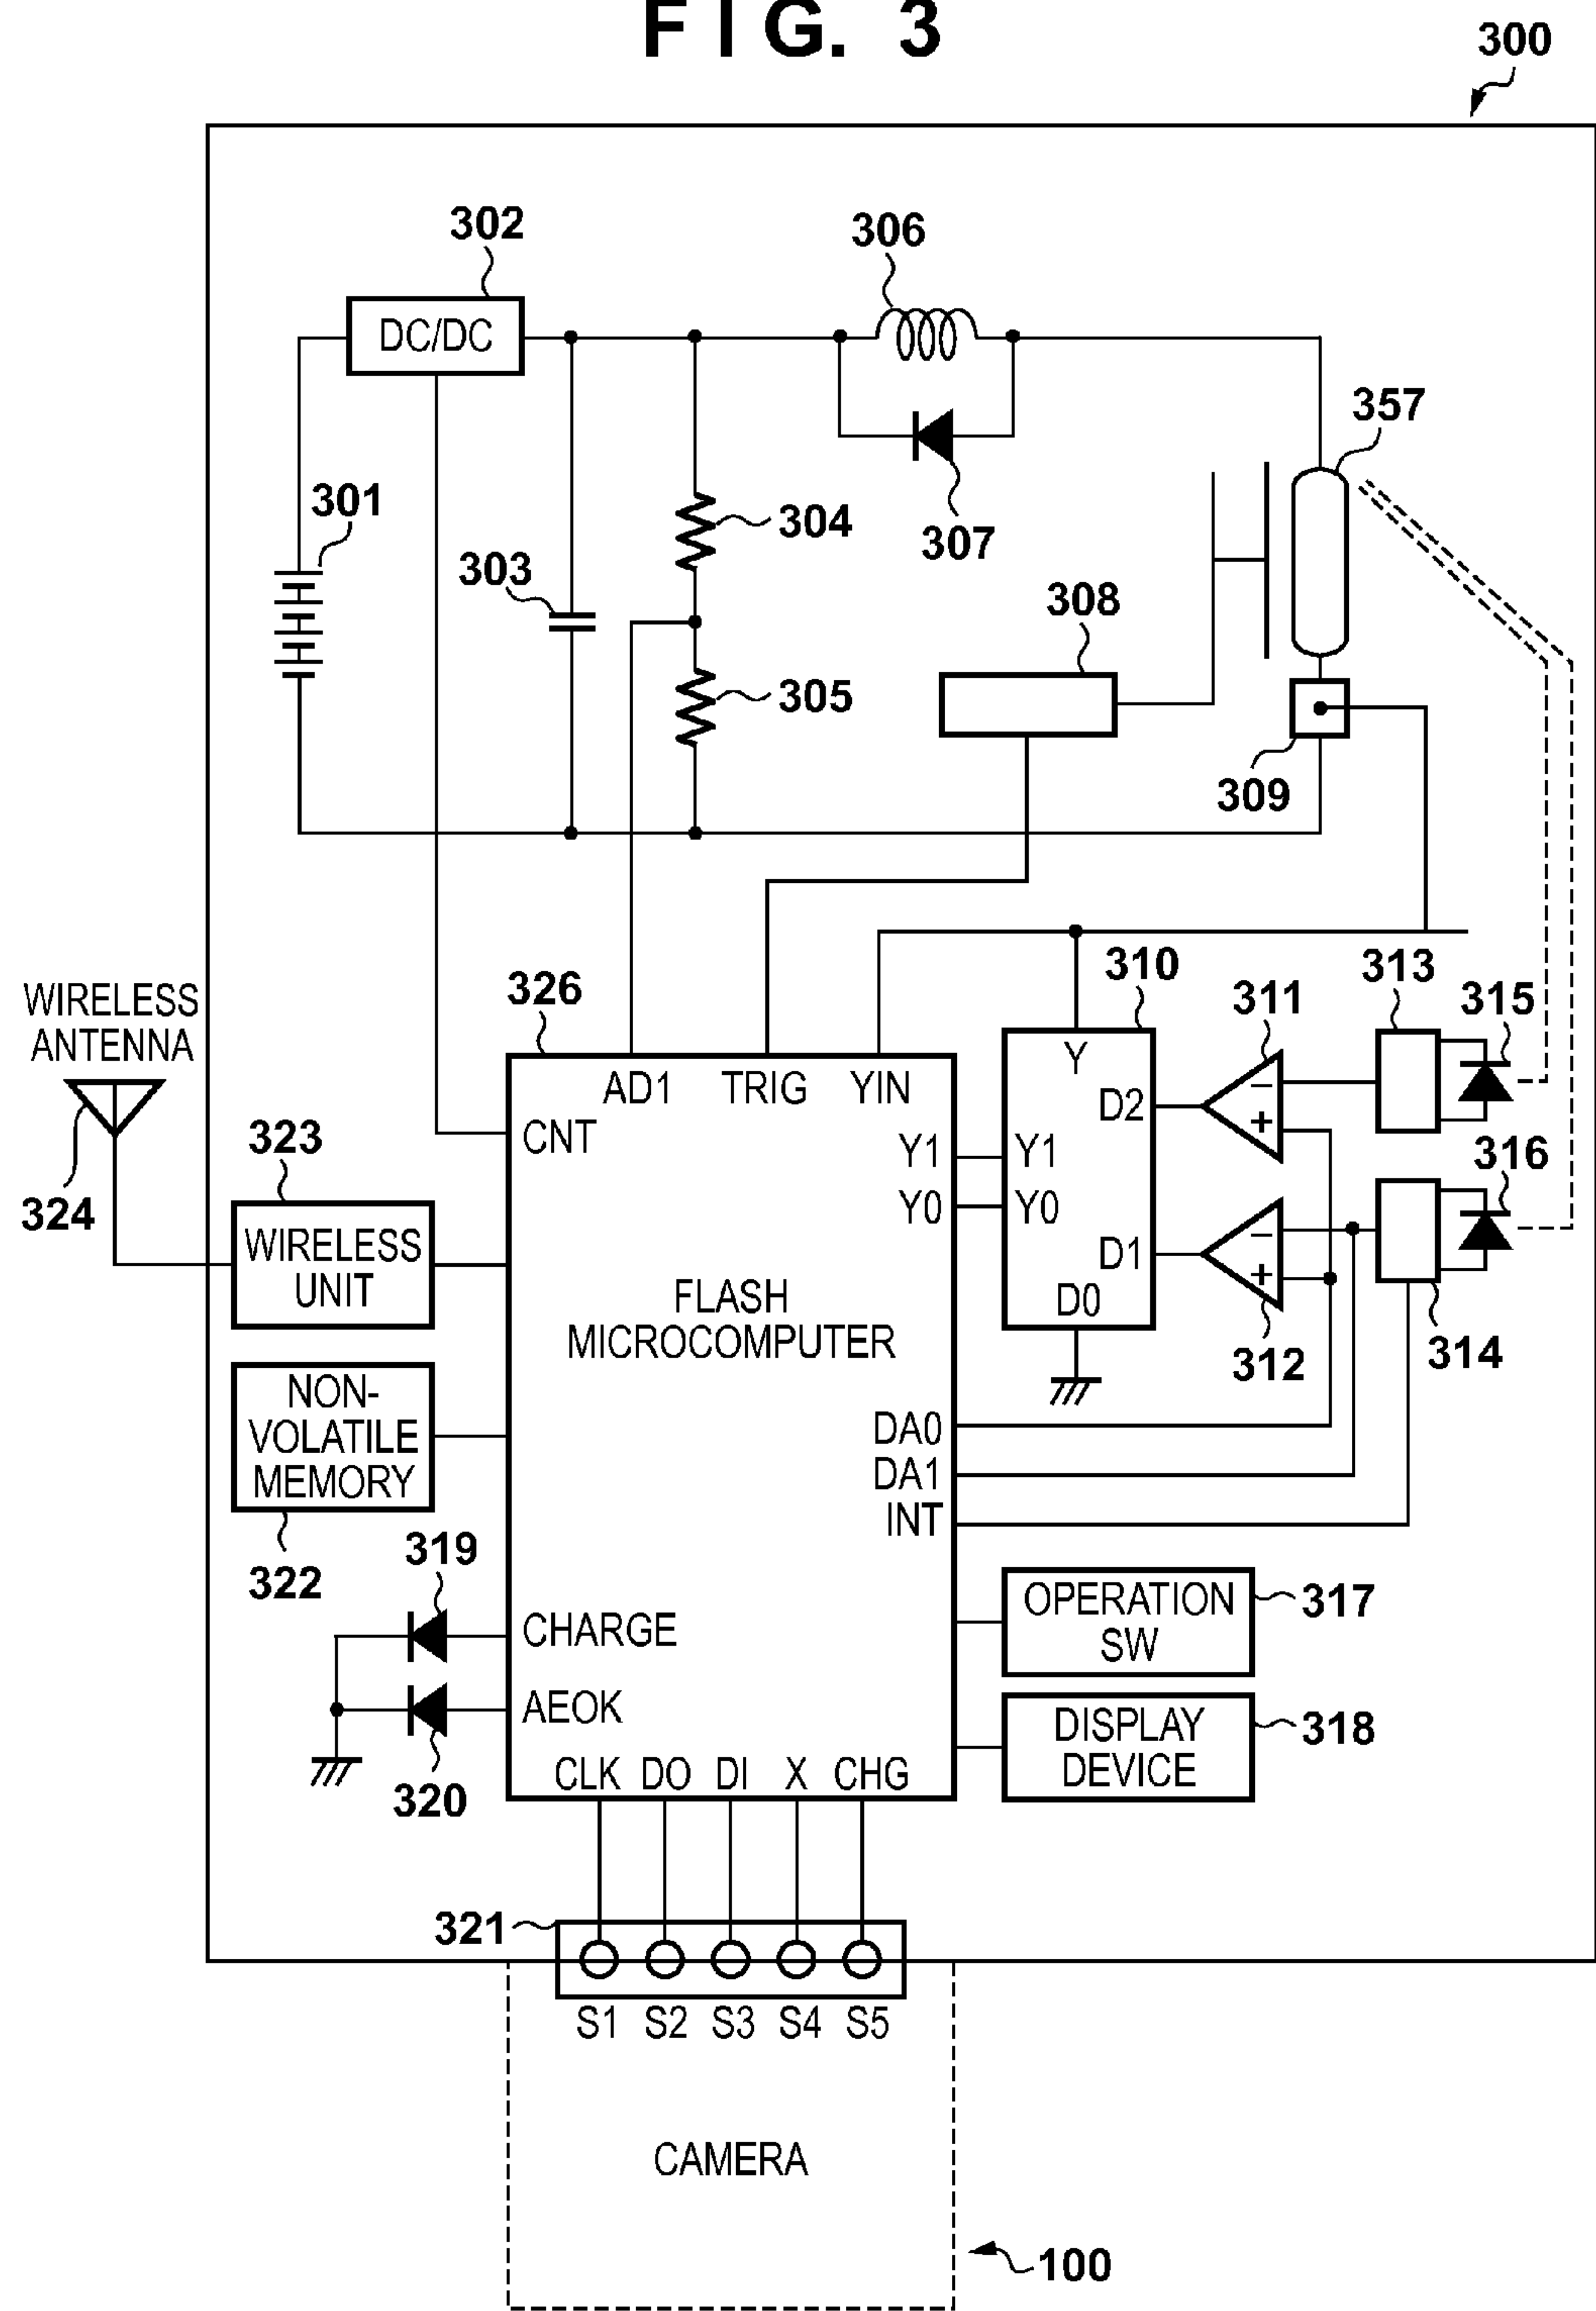 FIG. 3
300
302
306
DC/DC
357
301
304
307
303
308
305
309
326
310
311
313
315
WIRELESS
ANTENNA
AD1 TRIG YIN
Y
D2
CNT
323
324
Y1 Y1
316
Y0 Y0
WIRELESS
UNIT
D1
D0
FLASH
MICROCOMPUTER
312
314
NON-
VOLATILE
MEMORY
DA0
DA1
INT
319
322
OPERATION
SW
317
CHARGE
AEOK
DISPLAY
DEVICE
318
320
CLK DO DI X CHG
321
S1 S2 S3 S4 S5
CAMERA
100